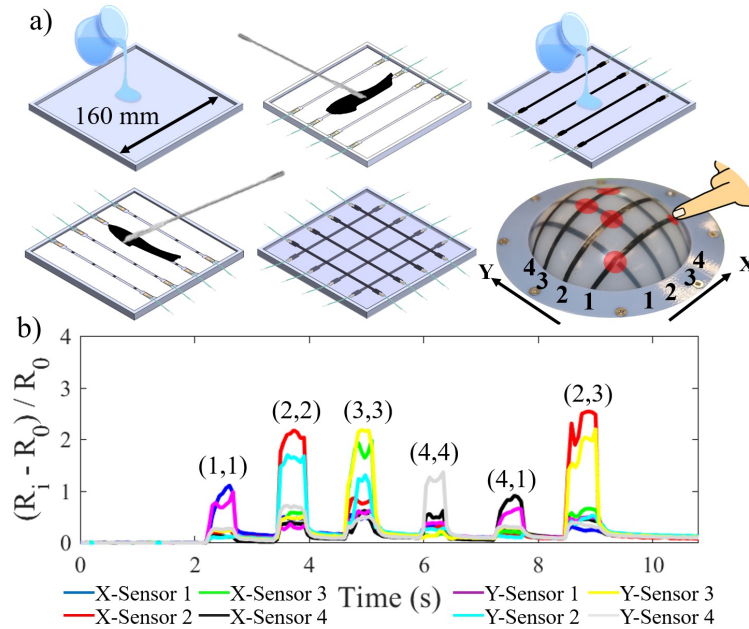 a)
160 mm
Y
4
3
2
1
1
2
3
4
X
b)
(R_i - R_0) / R_0
4
3
2
1
0
(1,1)
(2,2)
(3,3)
(4,4)
(4,1)
(2,3)
0 2 4 6 8 10
Time (s)
X-Sensor 1 X-Sensor 3 Y-Sensor 1 Y-Sensor 3
X-Sensor 2 X-Sensor 4 Y-Sensor 2 Y-Sensor 4